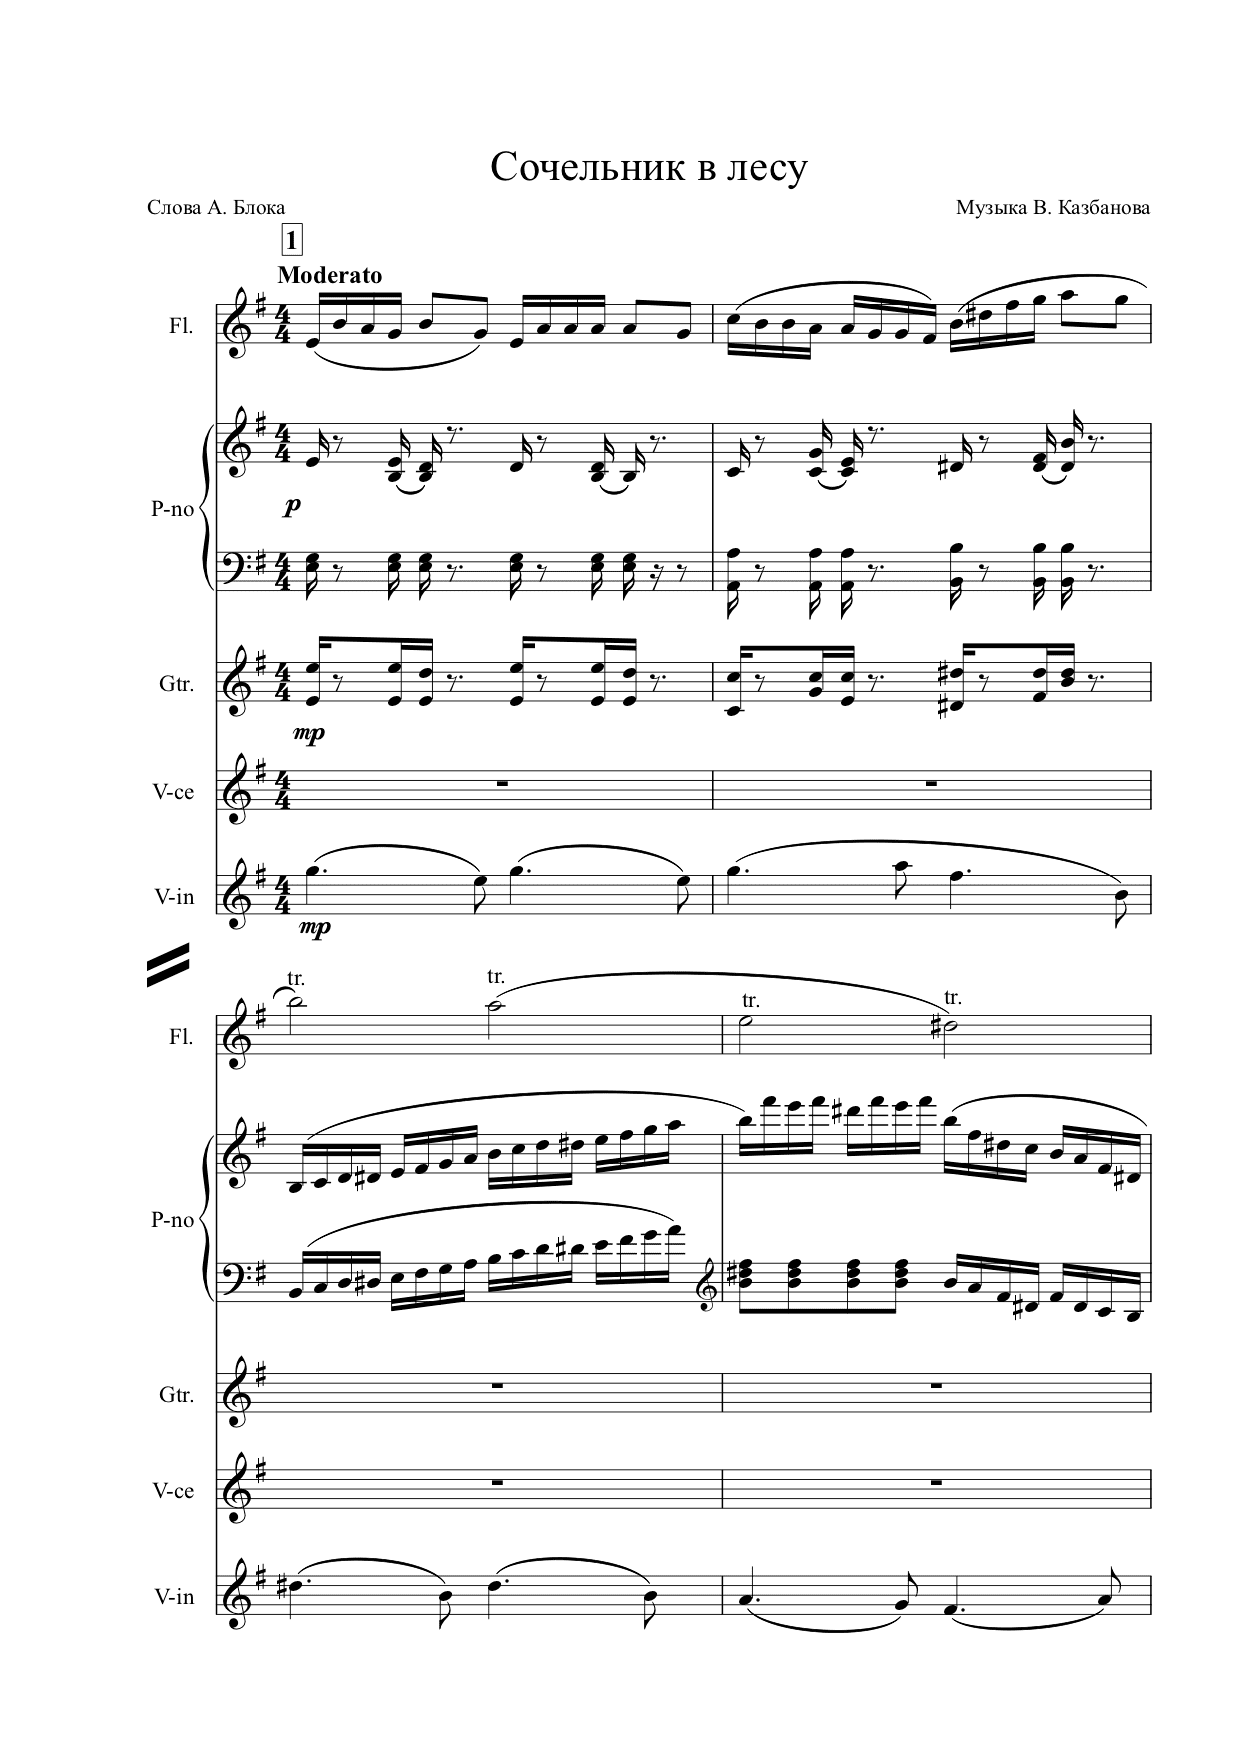 Сочельник в лесу
Слова А. Блока
Музыка В. Казбанова
1
Moderato
Fl.
P-no
p
Gtr.
mp
V-ce
V-in
mp
tr.
tr.
tr.
tr.
Fl.
P-no
Gtr.
V-ce
V-in